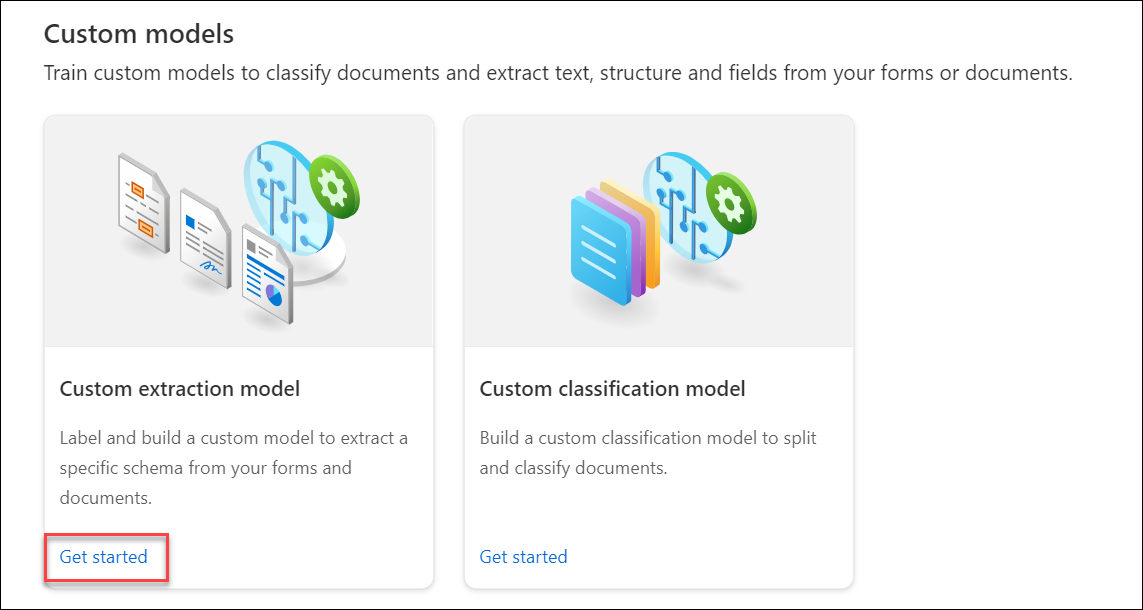 Custom models
Train custom models to classify documents and extract text, structure and fields from your forms or documents.
Custom extraction model
Label and build a custom model to extract a
specific schema from your forms and
documents.
Get started
Custom classification model
Build a custom classification model to split
and classify documents.
Get started